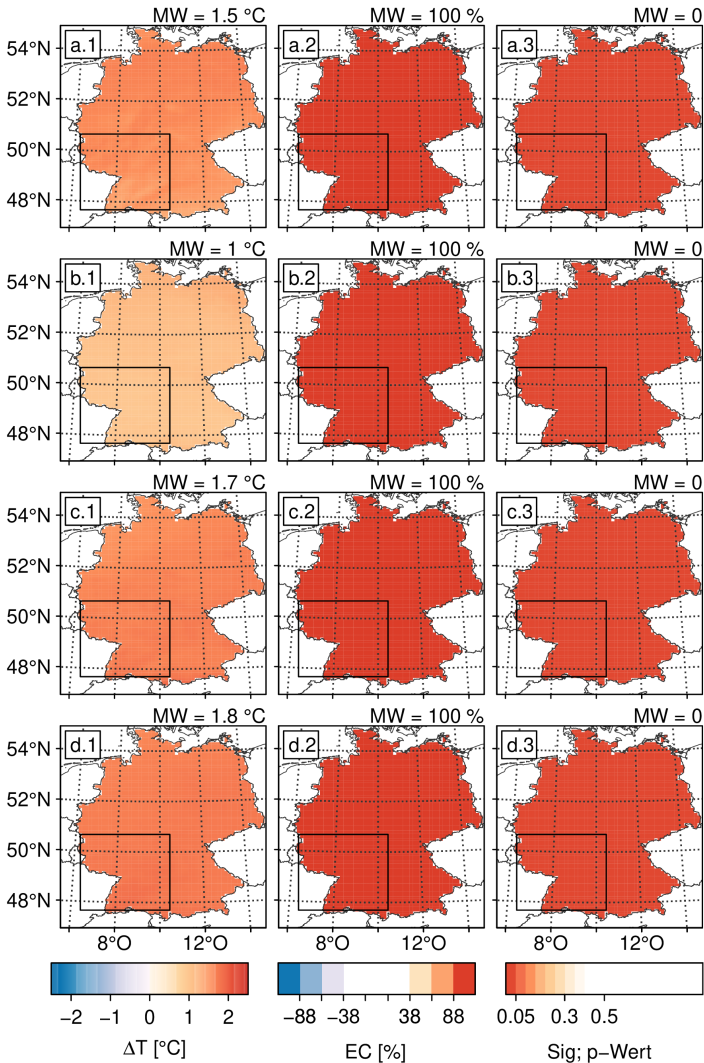 MW = 1.5 °C MW = 100 % MW = 0
54°N a.1 a.2 a.3
52°N
50°N
48°N
MW = 1 °C MW = 100 % MW = 0
54°N b.1 b.2 b.3
52°N
50°N
48°N
MW = 1.7 °C MW = 100 % MW = 0
54°N c.1 c.2 c.3
52°N
50°N
48°N
MW = 1.8 °C MW = 100 % MW = 0
54°N d.1 d.2 d.3
52°N
50°N
48°N
8°O 12°O 8°O 12°O 8°O 12°O
−2 −1 0 1 2 −88 −38 38 88 0.05 0.3 0.5
ΔT [°C] EC [%] Sig; p−Wert